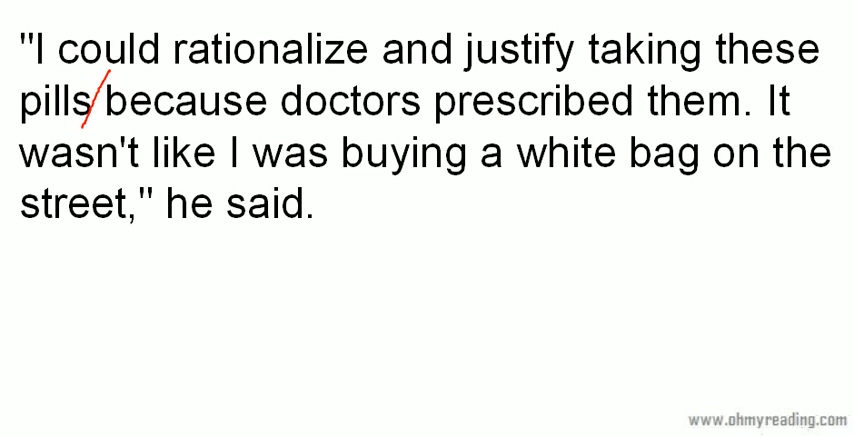 "I could rationalize and justify taking these
pills/because doctors prescribed them. It
wasn't like I was buying a white bag on the
street," he said.
www.ohmyreading.com